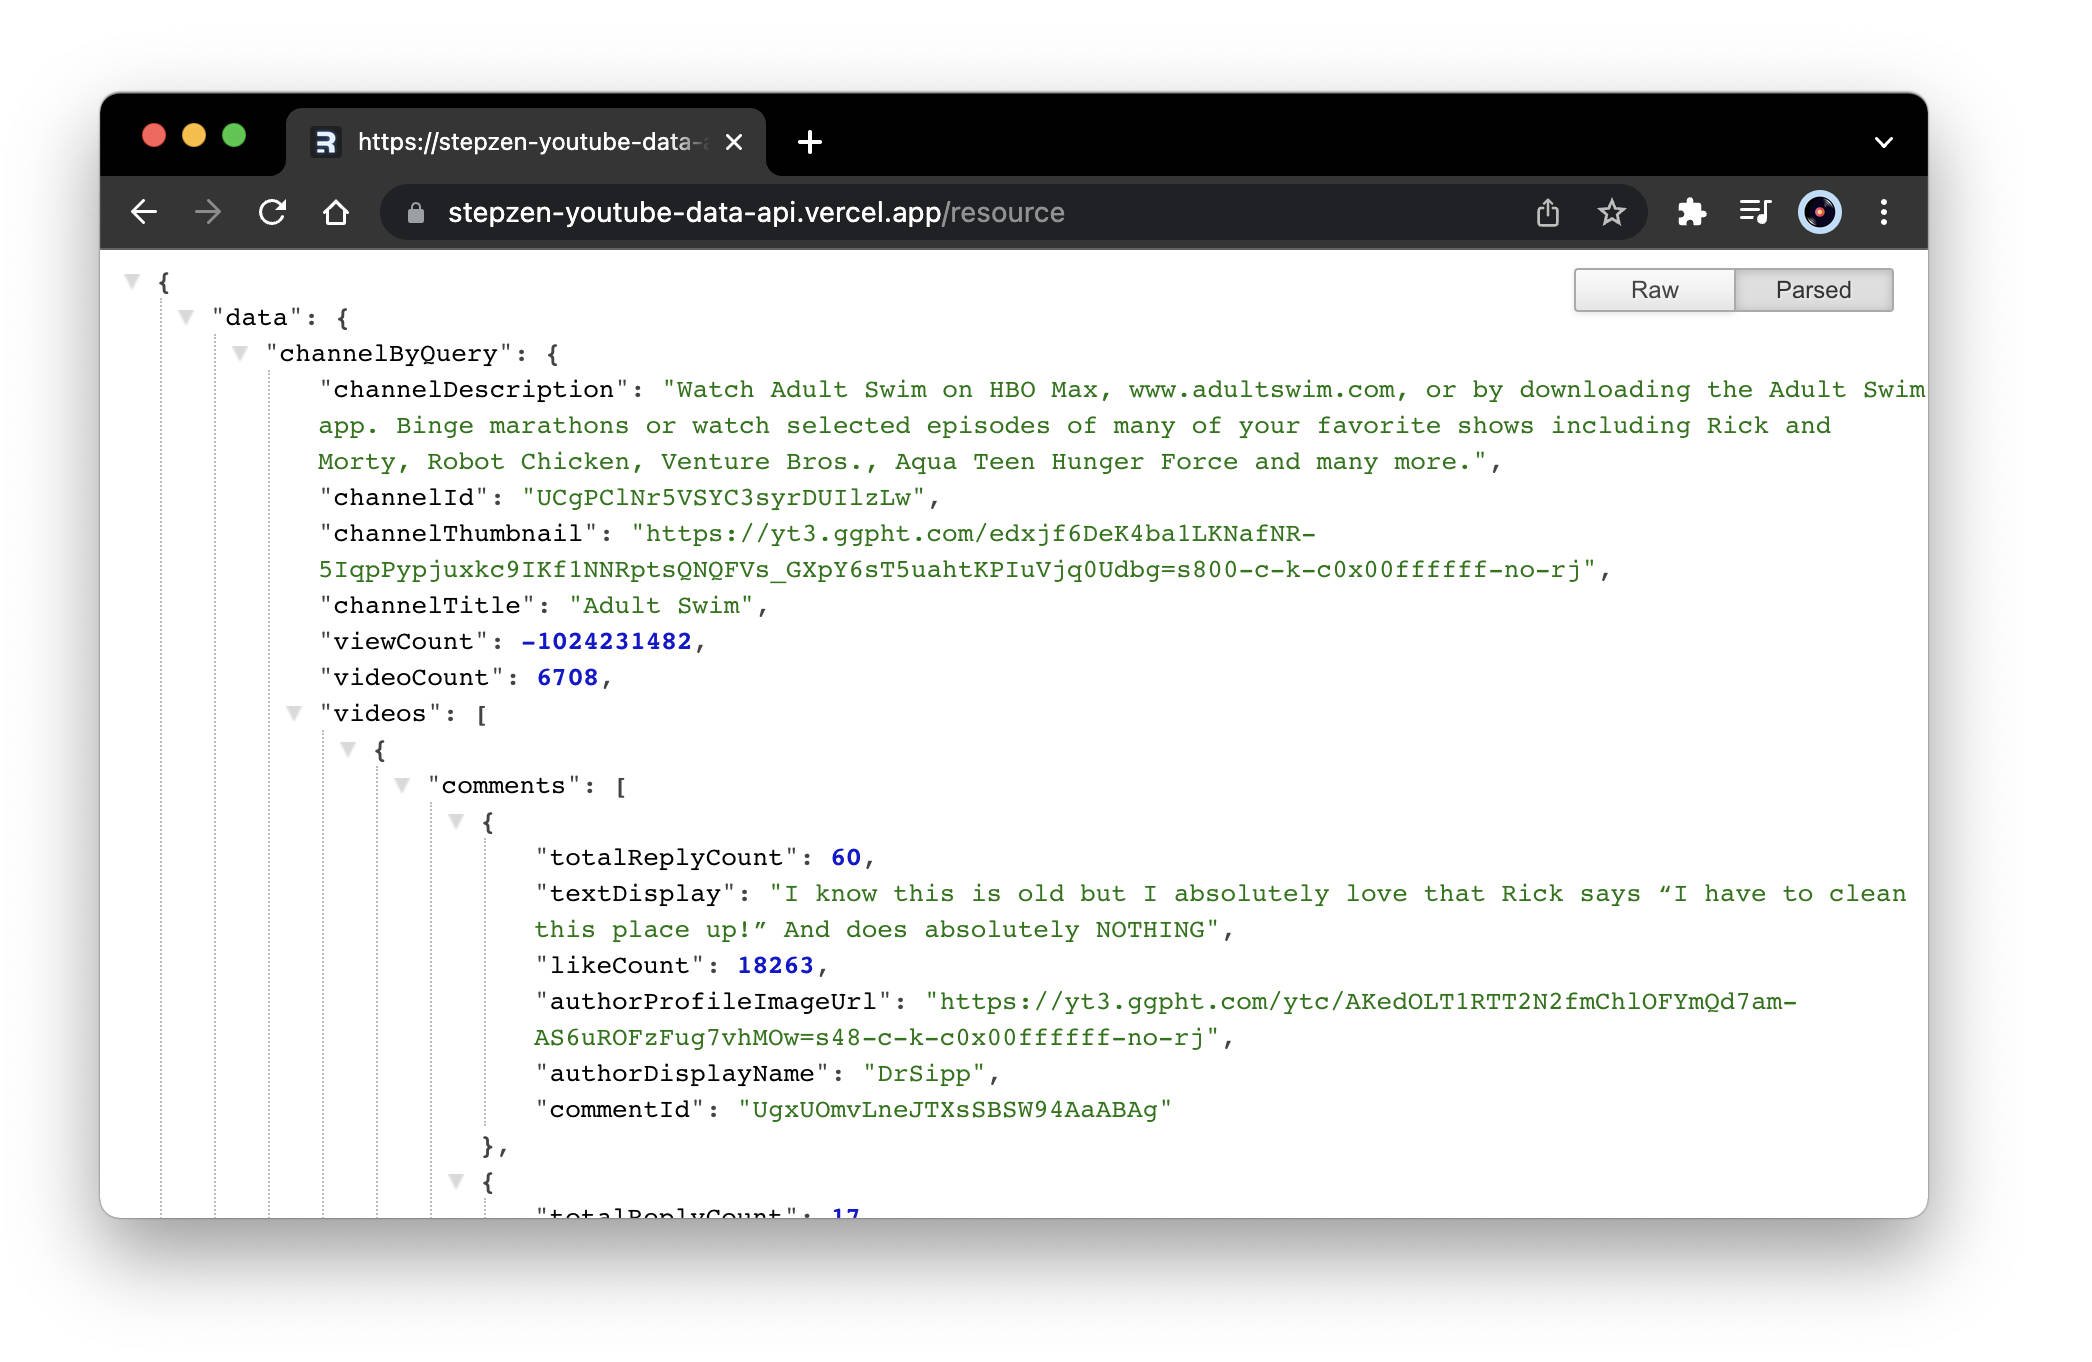 https://stepzen-youtube-data-
stepzen-youtube-data-api.vercel.app/resource
Raw Parsed
{
"data": {
"channelByQuery": {
"channelDescription": "Watch Adult Swim on HBO Max, www.adultswim.com, or by downloading the Adult Swim
app. Binge marathons or watch selected episodes of many of your favorite shows including Rick and
Morty, Robot Chicken, Venture Bros., Aqua Teen Hunger Force and many more.",
"channelId": "UCgPClNr5VSYC3syrDUIlzLw",
"channelThumbnail": "https://yt3.ggpht.com/edxjf6DeK4ba1LKNafNR-
5IqpPypjuxkc9IKf1NNRptsQNQFVs_GXpY6sT5uahtKPIuVjq0Udbg=s800-c-k-c0x00ffffff-no-rj",
"channelTitle": "Adult Swim",
"viewCount": -1024231482,
"videoCount": 6708,
"videos": [
{
"comments": [
{
"totalReplyCount": 60,
"textDisplay": "I know this is old but I absolutely love that Rick says “I have to clean
this place up!” And does absolutely NOTHING",
"likeCount": 18263,
"authorProfileImageUrl": "https://yt3.ggpht.com/ytc/AKedOLT1RTT2N2fmChlOFYmQd7am-
AS6uROFzFug7vhMOw=s48-c-k-c0x00ffffff-no-rj",
"authorDisplayName": "DrSipp",
"commentId": "UgxUOmvLneJTXsSBSW94AaABAg"
},
{
"totalReplyCount": 17